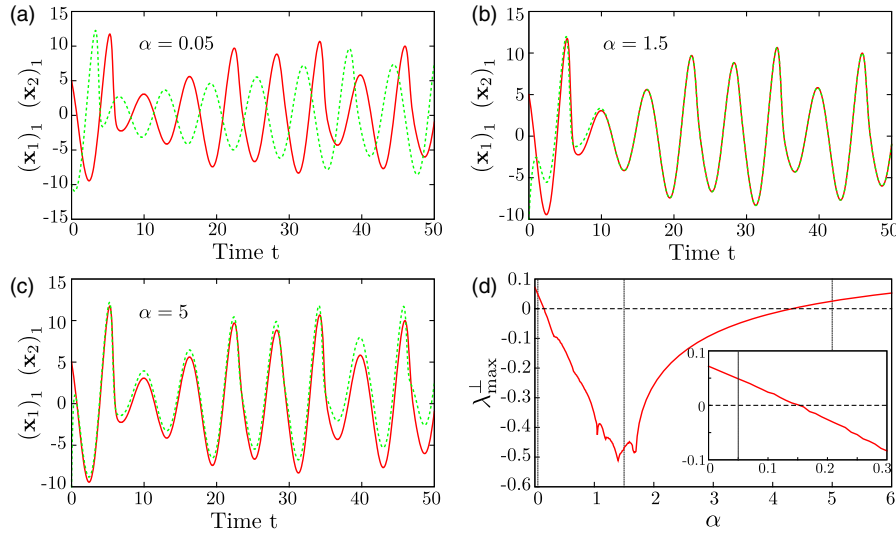 (a)
α = 0.05
15
10
5
0
-5
-10
-15
0 10 20 30 40 50
Time t
(x₁)₁ (x₂)₁
(b)
α = 1.5
15
10
5
0
-5
-10
0 10 20 30 40 50
Time t
(x₁)₁ (x₂)₁
(c)
α = 5
15
10
5
0
-5
-10
0 10 20 30 40 50
Time t
(x₁)₁ (x₂)₁
(d)
0.1
0
-0.1
-0.2
-0.3
-0.4
-0.5
-0.6
0 1 2 3 4 5 6
α
λ⊥max
0.1
0
-0.1
0 0.1 0.2 0.3